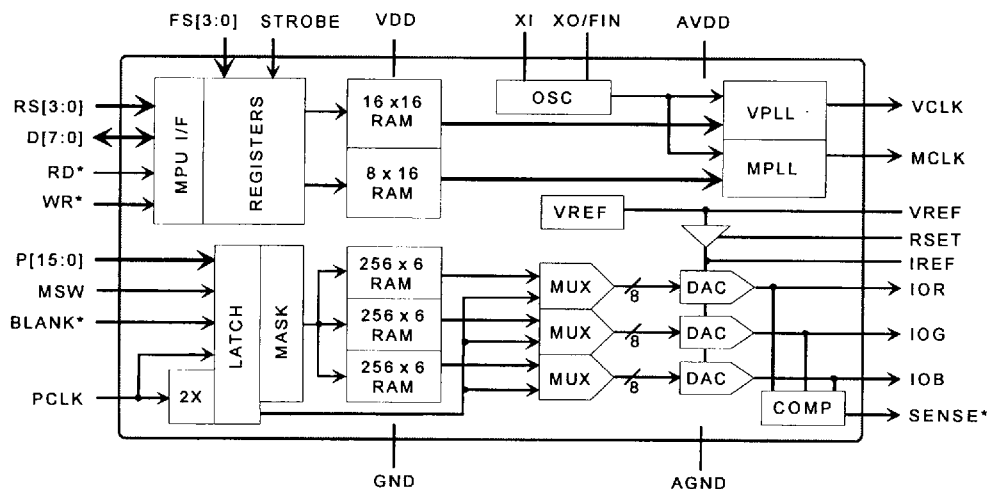 FS[3:0] STROBE VDD XI XO/FIN AVDD
RS[3:0]
D[7:0]
RD*
WR*
MPU I/F
REGISTERS
16 x16
RAM
8 x 16
RAM
OSC
VPLL
MPLL
VCLK
MCLK
VREF
VREF
RSET
IREF
P[15:0]
MSW
BLANK*
PCLK
LATCH
2X
MASK
256 x 6
RAM
256 x 6
RAM
256 x 6
RAM
MUX
MUX
MUX
8
8
8
DAC
DAC
DAC
COMP
IOR
IOG
IOB
SENSE*
GND AGND